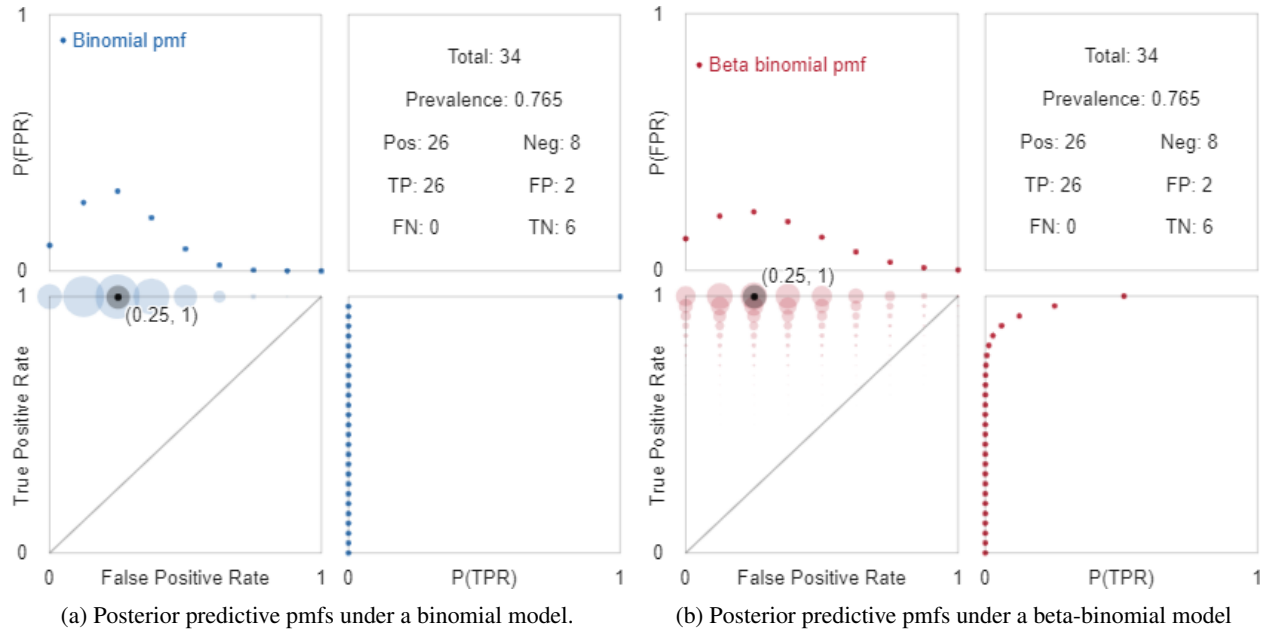 1
Binomial pmf
P(FPR)
0
Total: 34
Prevalence: 0.765
Pos: 26 Neg: 8
TP: 26 FP: 2
FN: 0 TN: 6
1
(0.25, 1)
True Positive Rate
0
0 False Positive Rate 1
0 P(TPR) 1
(a) Posterior predictive pmfs under a binomial model.
1
Beta binomial pmf
P(FPR)
0
Total: 34
Prevalence: 0.765
Pos: 26 Neg: 8
TP: 26 FP: 2
FN: 0 TN: 6
(0.25, 1)
1
True Positive Rate
0
0 False Positive Rate 1
0 P(TPR) 1
(b) Posterior predictive pmfs under a beta-binomial model